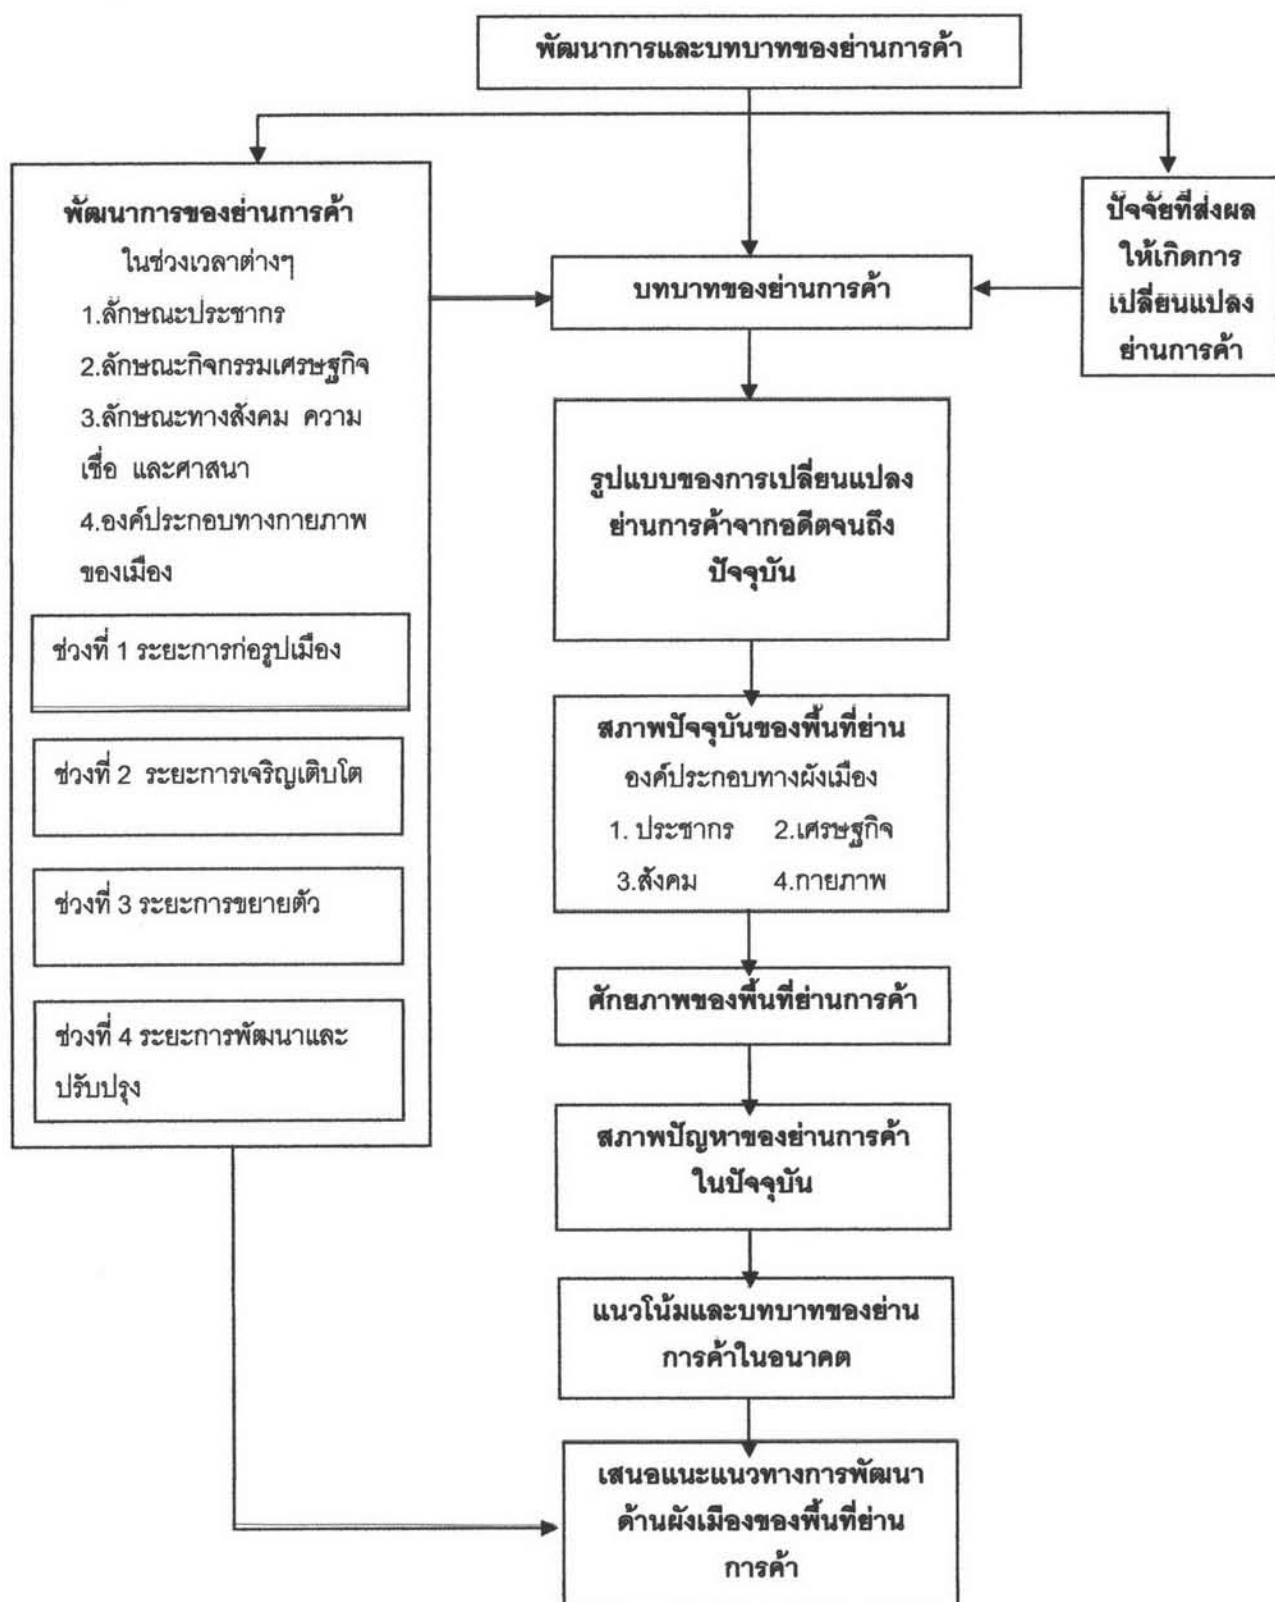 พัฒนาการและบทบาทของย่านการค้า
พัฒนาการของย่านการค้า
ในช่วงเวลาต่างๆ
1.ลักษณะประชากร
2.ลักษณะกิจกรรมเศรษฐกิจ
3.ลักษณะทางสังคม ความ
เชื่อ และศาสนา
4.องค์ประกอบทางกายภาพ
ของเมือง
ช่วงที่ 1 ระยะการก่อรูปเมือง
ช่วงที่ 2 ระยะการเจริญเติบโต
ช่วงที่ 3 ระยะการขยายตัว
ช่วงที่ 4 ระยะการพัฒนาและ
ปรับปรุง
บทบาทของย่านการค้า
ปัจจัยที่ส่งผล
ให้เกิดการ
เปลี่ยนแปลง
ย่านการค้า
รูปแบบของการเปลี่ยนแปลง
ย่านการค้าจากอดีตจนถึง
ปัจจุบัน
สภาพปัจจุบันของพื้นที่ย่าน
องค์ประกอบทางผังเมือง
1. ประชากร 2.เศรษฐกิจ
3.สังคม 4.กายภาพ
ศักยภาพของพื้นที่ย่านการค้า
สภาพปัญหาของย่านการค้า
ในปัจจุบัน
แนวโน้มและบทบาทของย่าน
การค้าในอนาคต
เสนอแนะแนวทางการพัฒนา
ด้านผังเมืองของพื้นที่ย่าน
การค้า